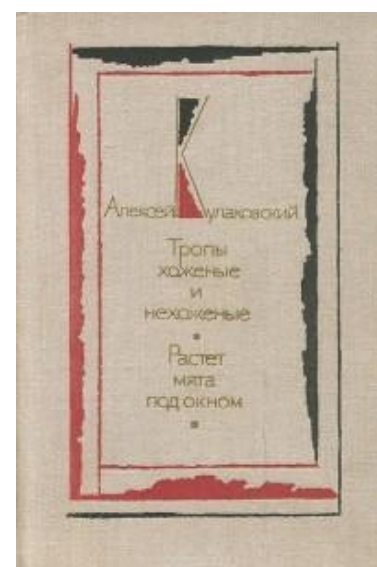 Алексей Кулаковский
Тропы
хоженые
и
нехоженые
Растет
мята
под окном